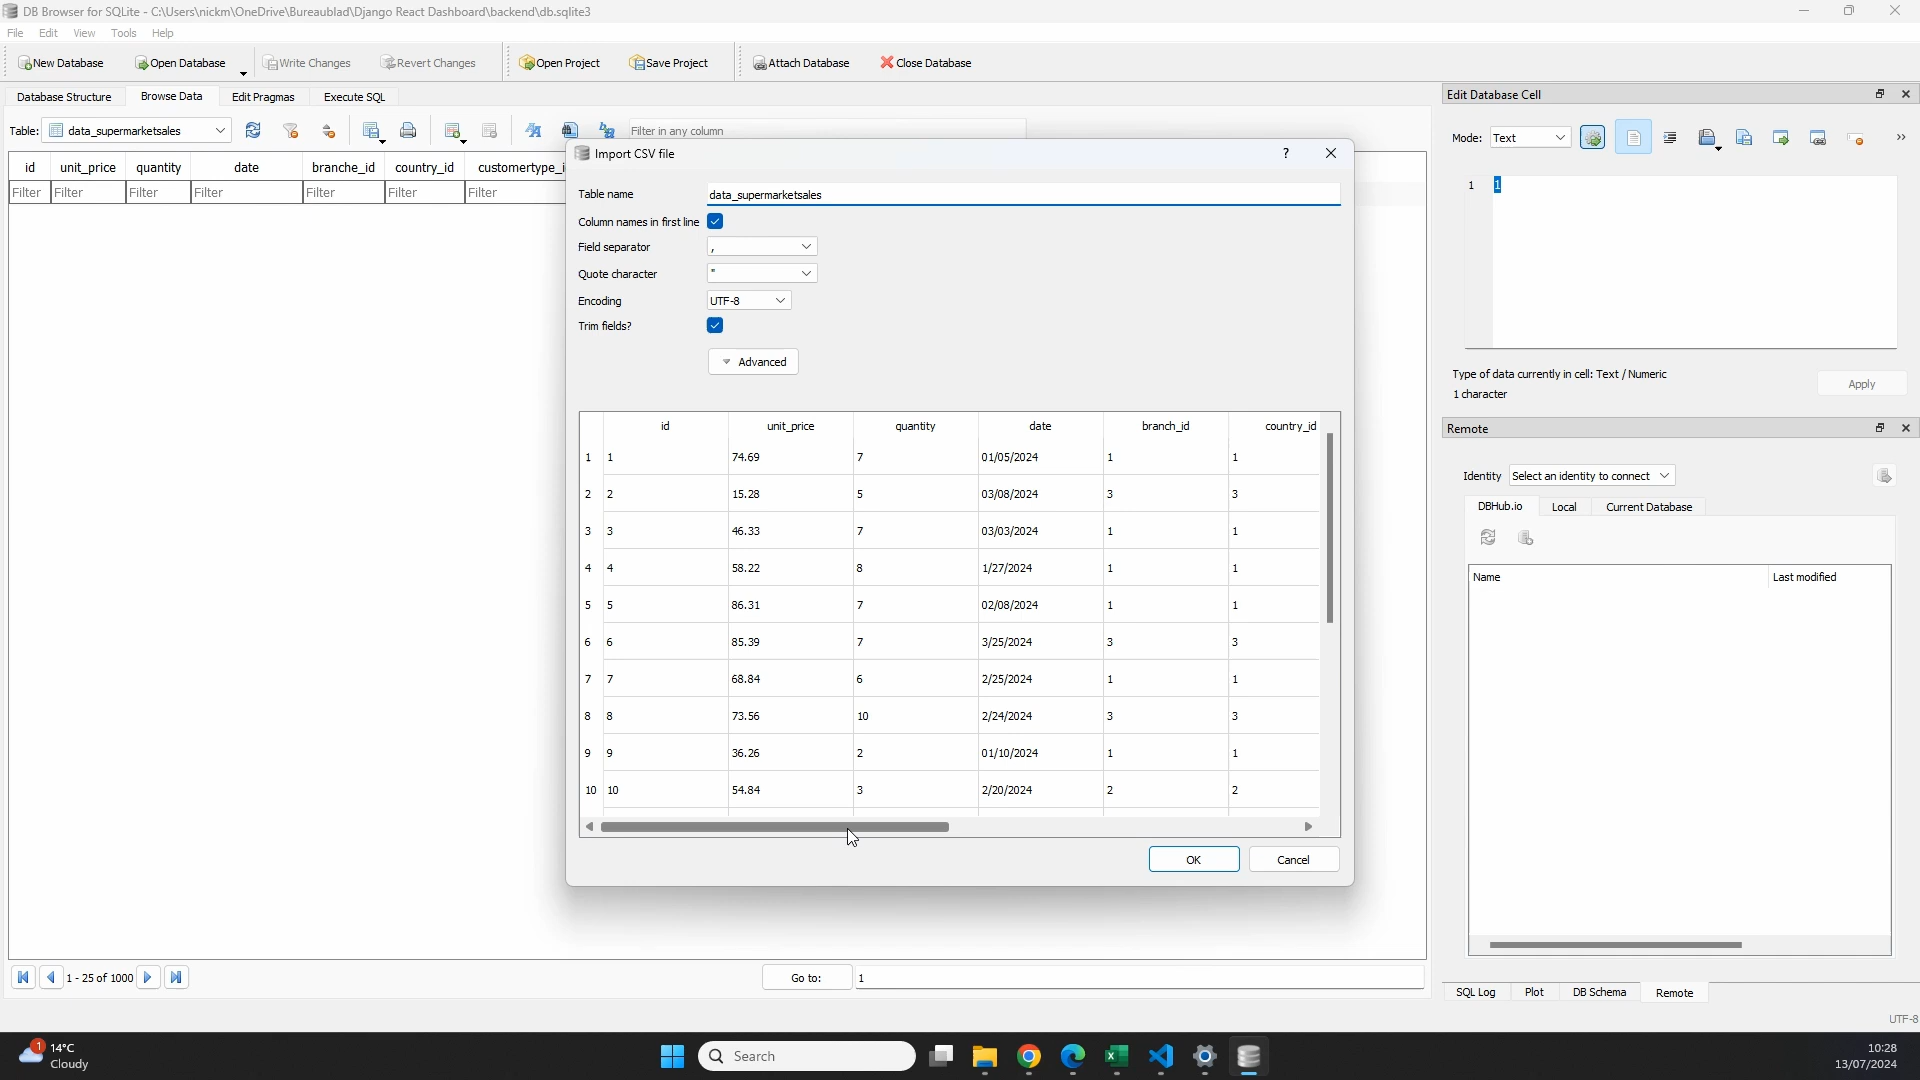 DB Browser for SQLite - C:\Users\nickm\OneDrive\Bureaublad\Django React Dashboard\backend\db.sqlite3
File Edit View Tools Help
New Database Open Database Write Changes Revert Changes Open Project Save Project Attach Database Close Database
Database Structure Browse Data Edit Pragmas Execute SQL
Table: data_supermarketsales Filter in any column
id unit_price quantity date branche_id country_id customertype_i
Filter Filter Filter Filter Filter Filter Filter
Import CSV file ?
Table name data_supermarketsales
Column names in first line
Field separator ,
Quote character "
Encoding UTF-8
Trim fields?
Advanced
id unit_price quantity date branch_id country_id
1 1 74.69 7 01/05/2024 1 1
2 2 15.28 5 03/08/2024 3 3
3 3 46.33 7 03/03/2024 1 1
4 4 58.22 8 1/27/2024 1 1
5 5 86.31 7 02/08/2024 1 1
6 6 85.39 7 3/25/2024 3 3
7 7 68.84 6 2/25/2024 1 1
8 8 73.56 10 2/24/2024 3 3
9 9 36.26 2 01/10/2024 1 1
10 10 54.84 3 2/20/2024 2 2
OK Cancel
1 - 25 of 1000 Go to: 1
Edit Database Cell
Mode: Text
1 1
Type of data currently in cell: Text / Numeric
1 character
Apply
Remote
Identity Select an identity to connect
DBHub.io Local Current Database
Name Last modified
SQL Log Plot DB Schema Remote
UTF-8
1
14°C
Cloudy
Search
10:28
13/07/2024